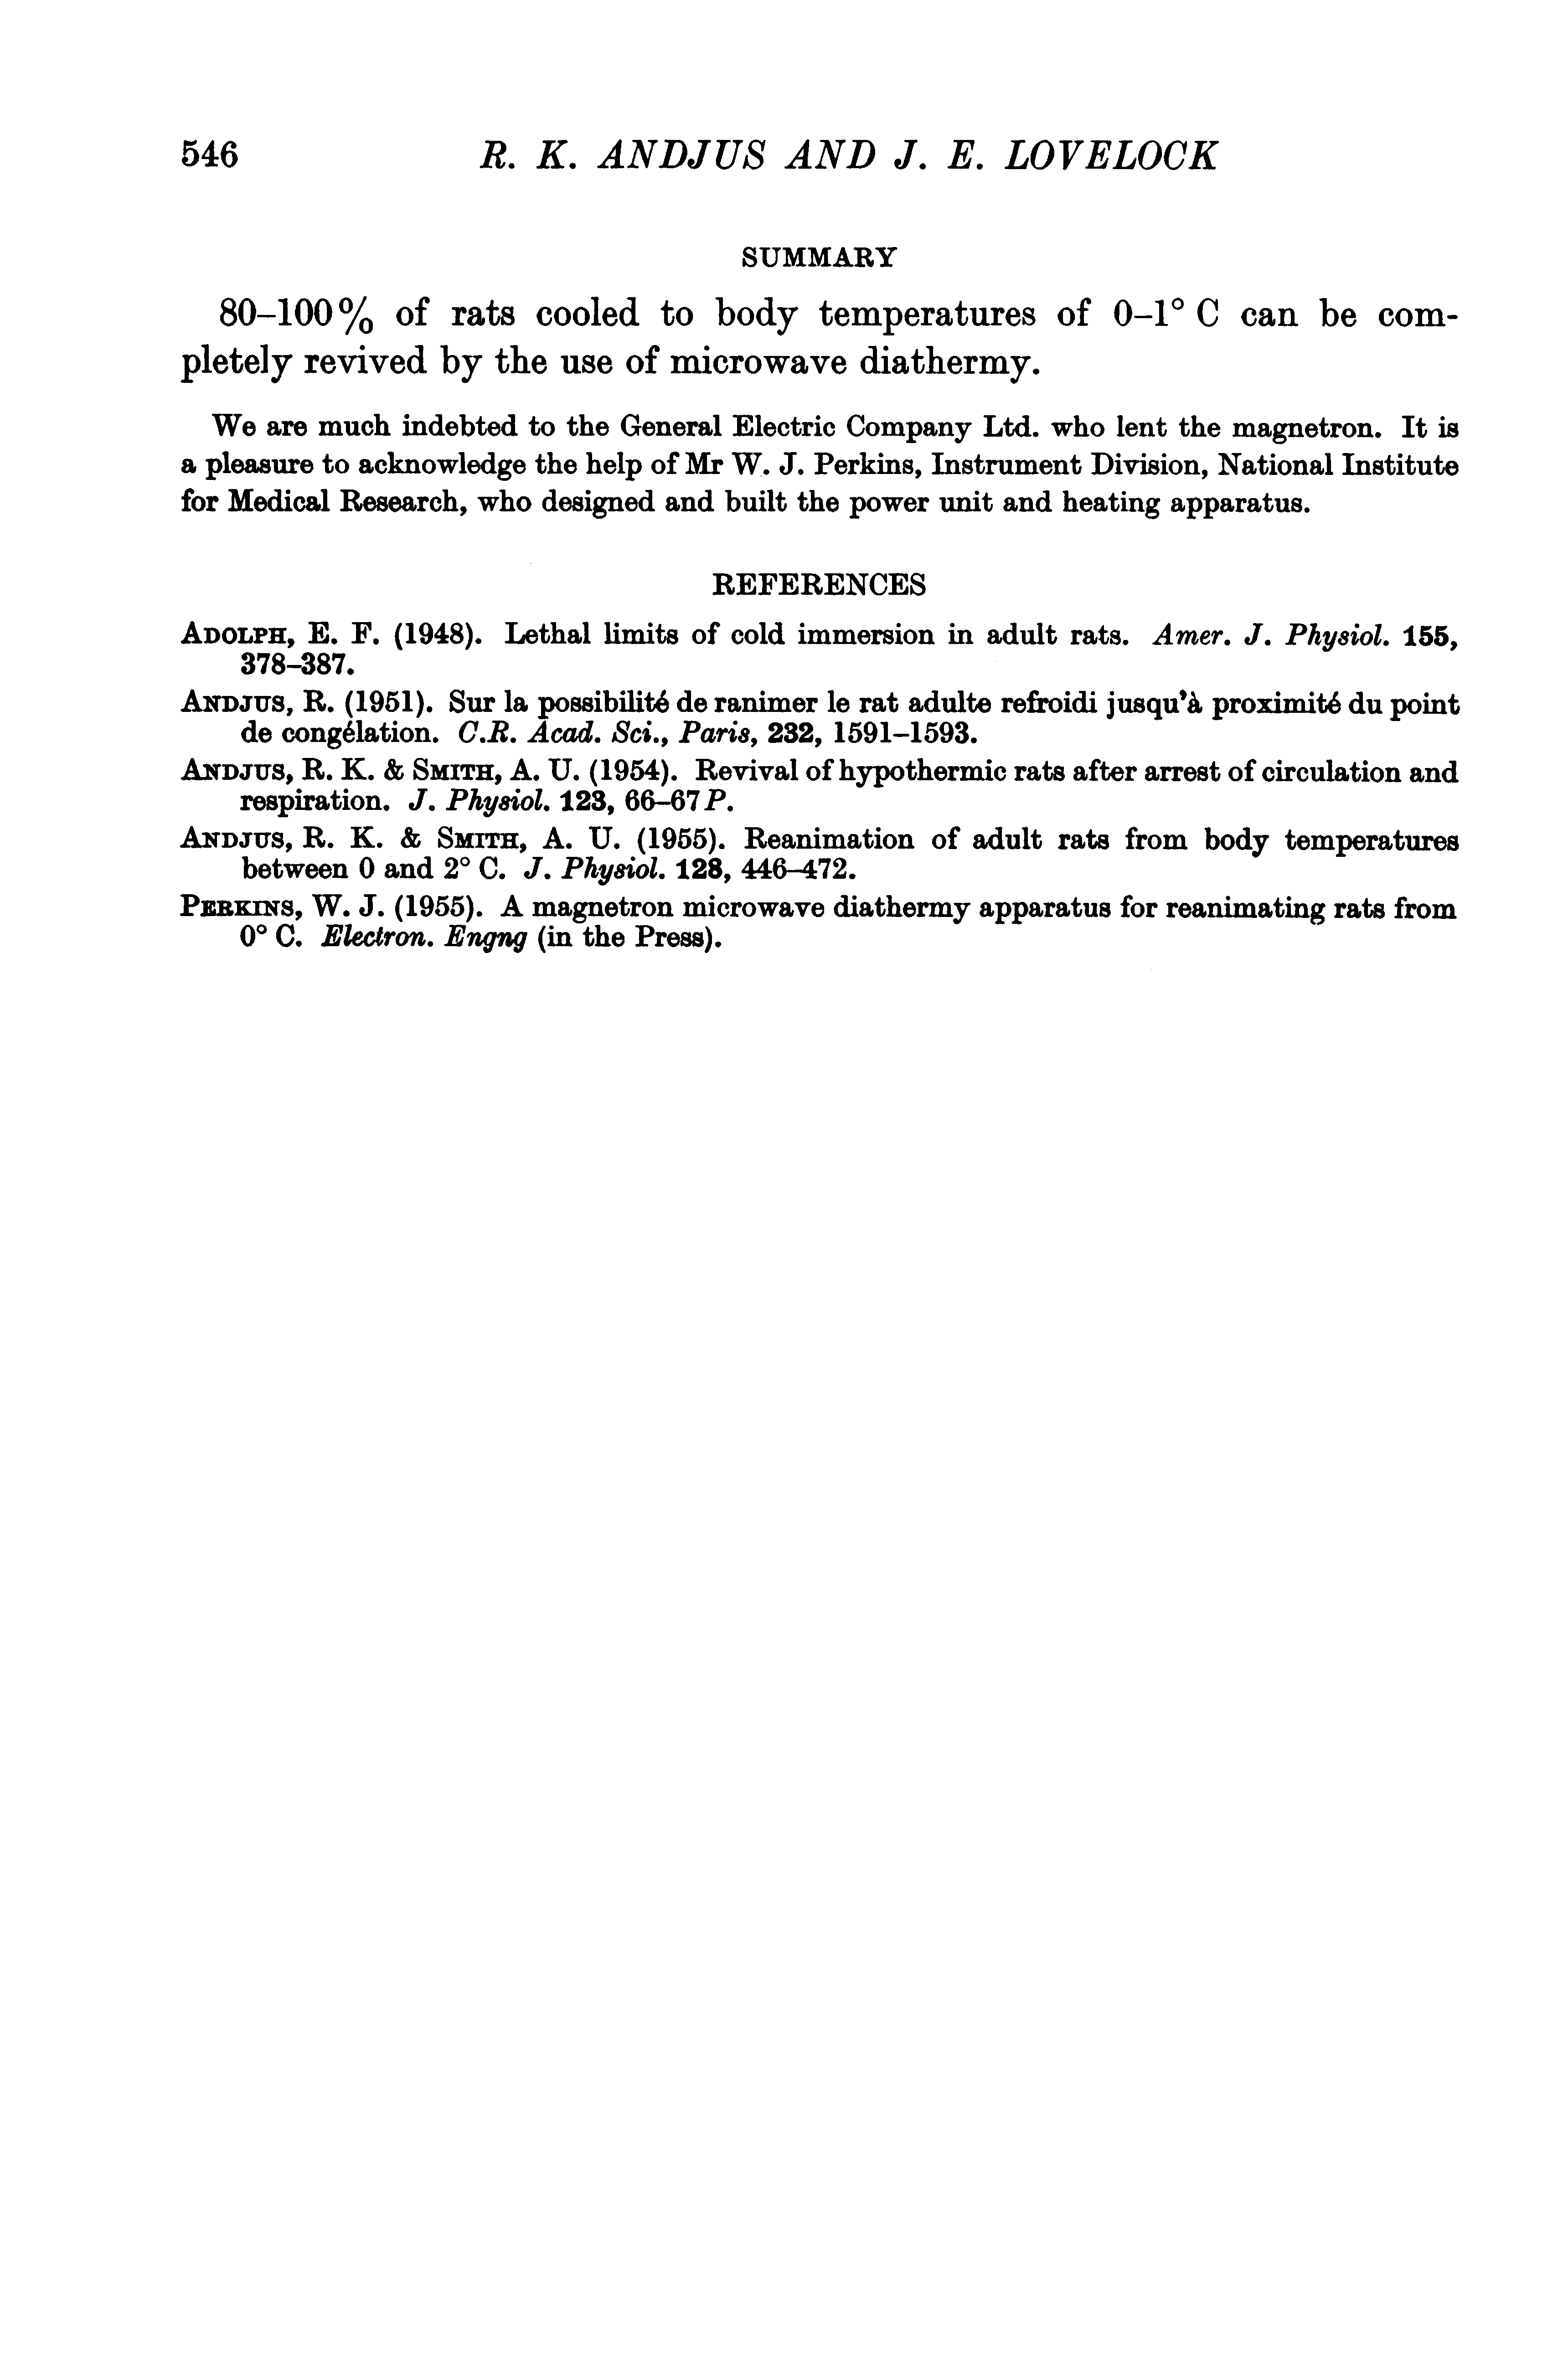 546 R. K. ANDJUS AND J. E. LOVELOCK
SUMMARY
80–100% of rats cooled to body temperatures of 0–1° C can be com-
pletely revived by the use of microwave diathermy.
We are much indebted to the General Electric Company Ltd. who lent the magnetron. It is
a pleasure to acknowledge the help of Mr W. J. Perkins, Instrument Division, National Institute
for Medical Research, who designed and built the power unit and heating apparatus.
REFERENCES
ADOLPH, E. F. (1948). Lethal limits of cold immersion in adult rats. Amer. J. Physiol. 155,
378–387.
ANDJUS, R. (1951). Sur la possibilité de ranimer le rat adulte refroidi jusqu'à proximité du point
de congélation. C.R. Acad. Sci., Paris, 232, 1591–1593.
ANDJUS, R. K. & SMITH, A. U. (1954). Revival of hypothermic rats after arrest of circulation and
respiration. J. Physiol. 123, 66–67P.
ANDJUS, R. K. & SMITH, A. U. (1955). Reanimation of adult rats from body temperatures
between 0 and 2° C. J. Physiol. 128, 446–472.
PERKINS, W. J. (1955). A magnetron microwave diathermy apparatus for reanimating rats from
0° C. Electron. Engng (in the Press).